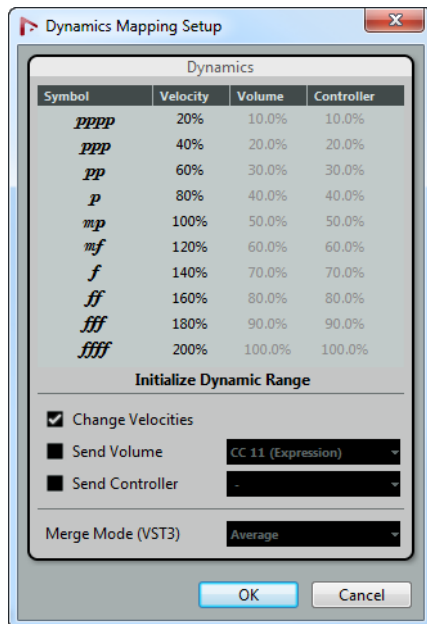 Dynamics Mapping Setup
Dynamics
Symbol Velocity Volume Controller
pppp 20% 10.0% 10.0%
ppp 40% 20.0% 20.0%
pp 60% 30.0% 30.0%
p 80% 40.0% 40.0%
mp 100% 50.0% 50.0%
mf 120% 60.0% 60.0%
f 140% 70.0% 70.0%
ff 160% 80.0% 80.0%
fff 180% 90.0% 90.0%
ffff 200% 100.0% 100.0%
Initialize Dynamic Range
Change Velocities
Send Volume CC 11 (Expression)
Send Controller -
Merge Mode (VST3) Average
OK Cancel